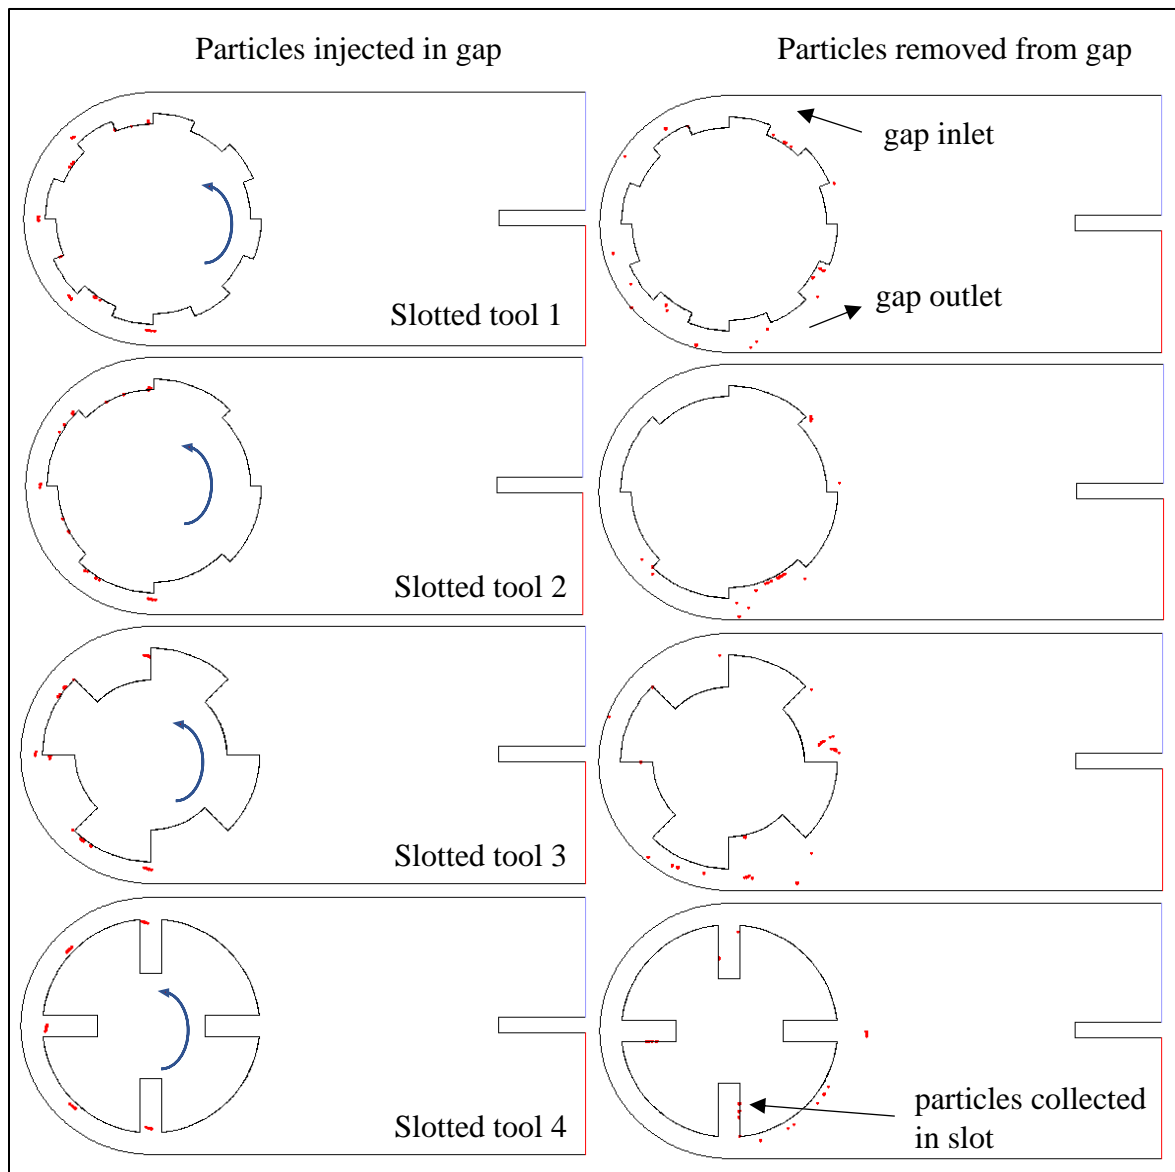 Particles injected in gap
Particles removed from gap
gap inlet
gap outlet
Slotted tool 1
Slotted tool 2
Slotted tool 3
Slotted tool 4
particles collected
in slot